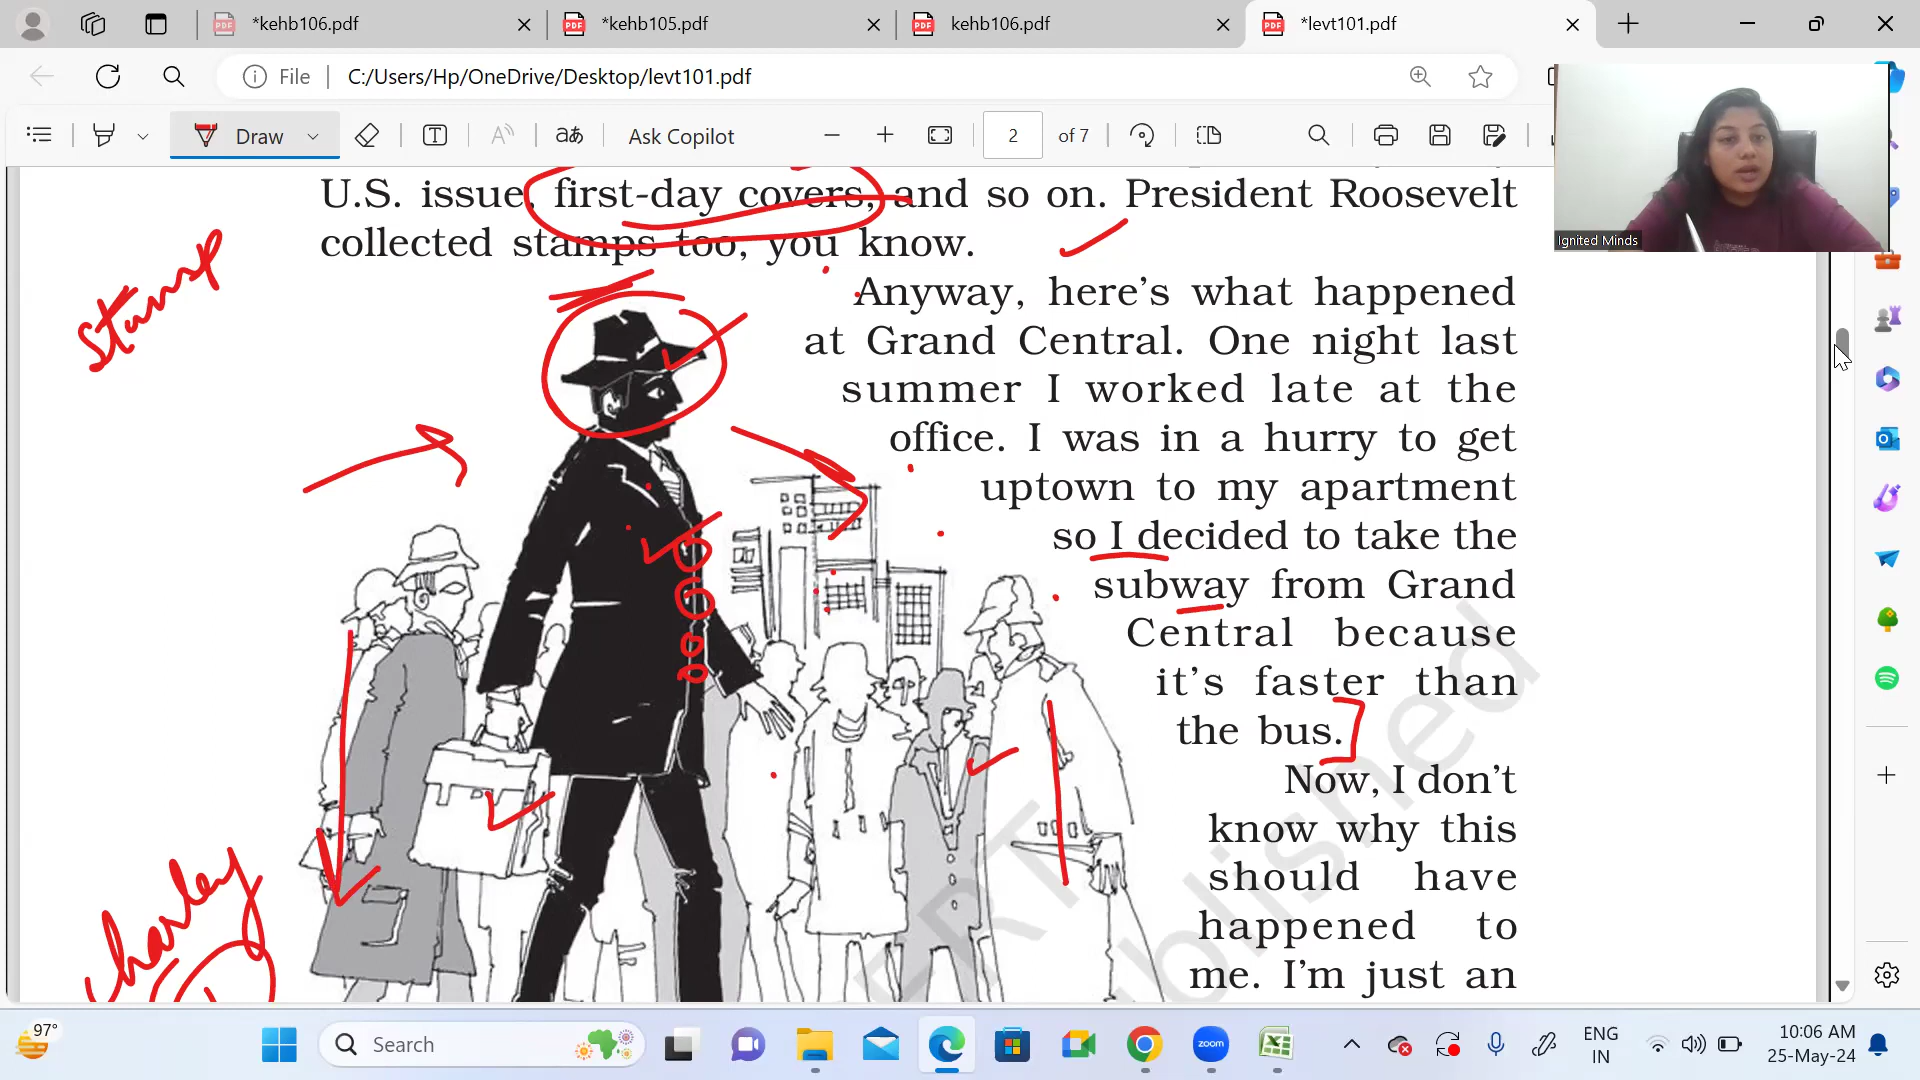 *kehb106.pdf
*kehb105.pdf
kehb106.pdf
*levt101.pdf
File
C:/Users/Hp/OneDrive/Desktop/levt101.pdf
Draw
Ask Copilot
2 of 7
Ignited Minds
U.S. issue, first-day covers, and so on. President Roosevelt
collected stamps too, you know.
stamp
Anyway, here's what happened
at Grand Central. One night last
summer I worked late at the
office. I was in a hurry to get
uptown to my apartment
so I decided to take the
subway from Grand
Central because
it's faster than
the bus.
Now, I don't
know why this
should have
happened to
me. I'm just an
charley
97°
Search
zoom
ENG
IN
10:06 AM
25-May-24